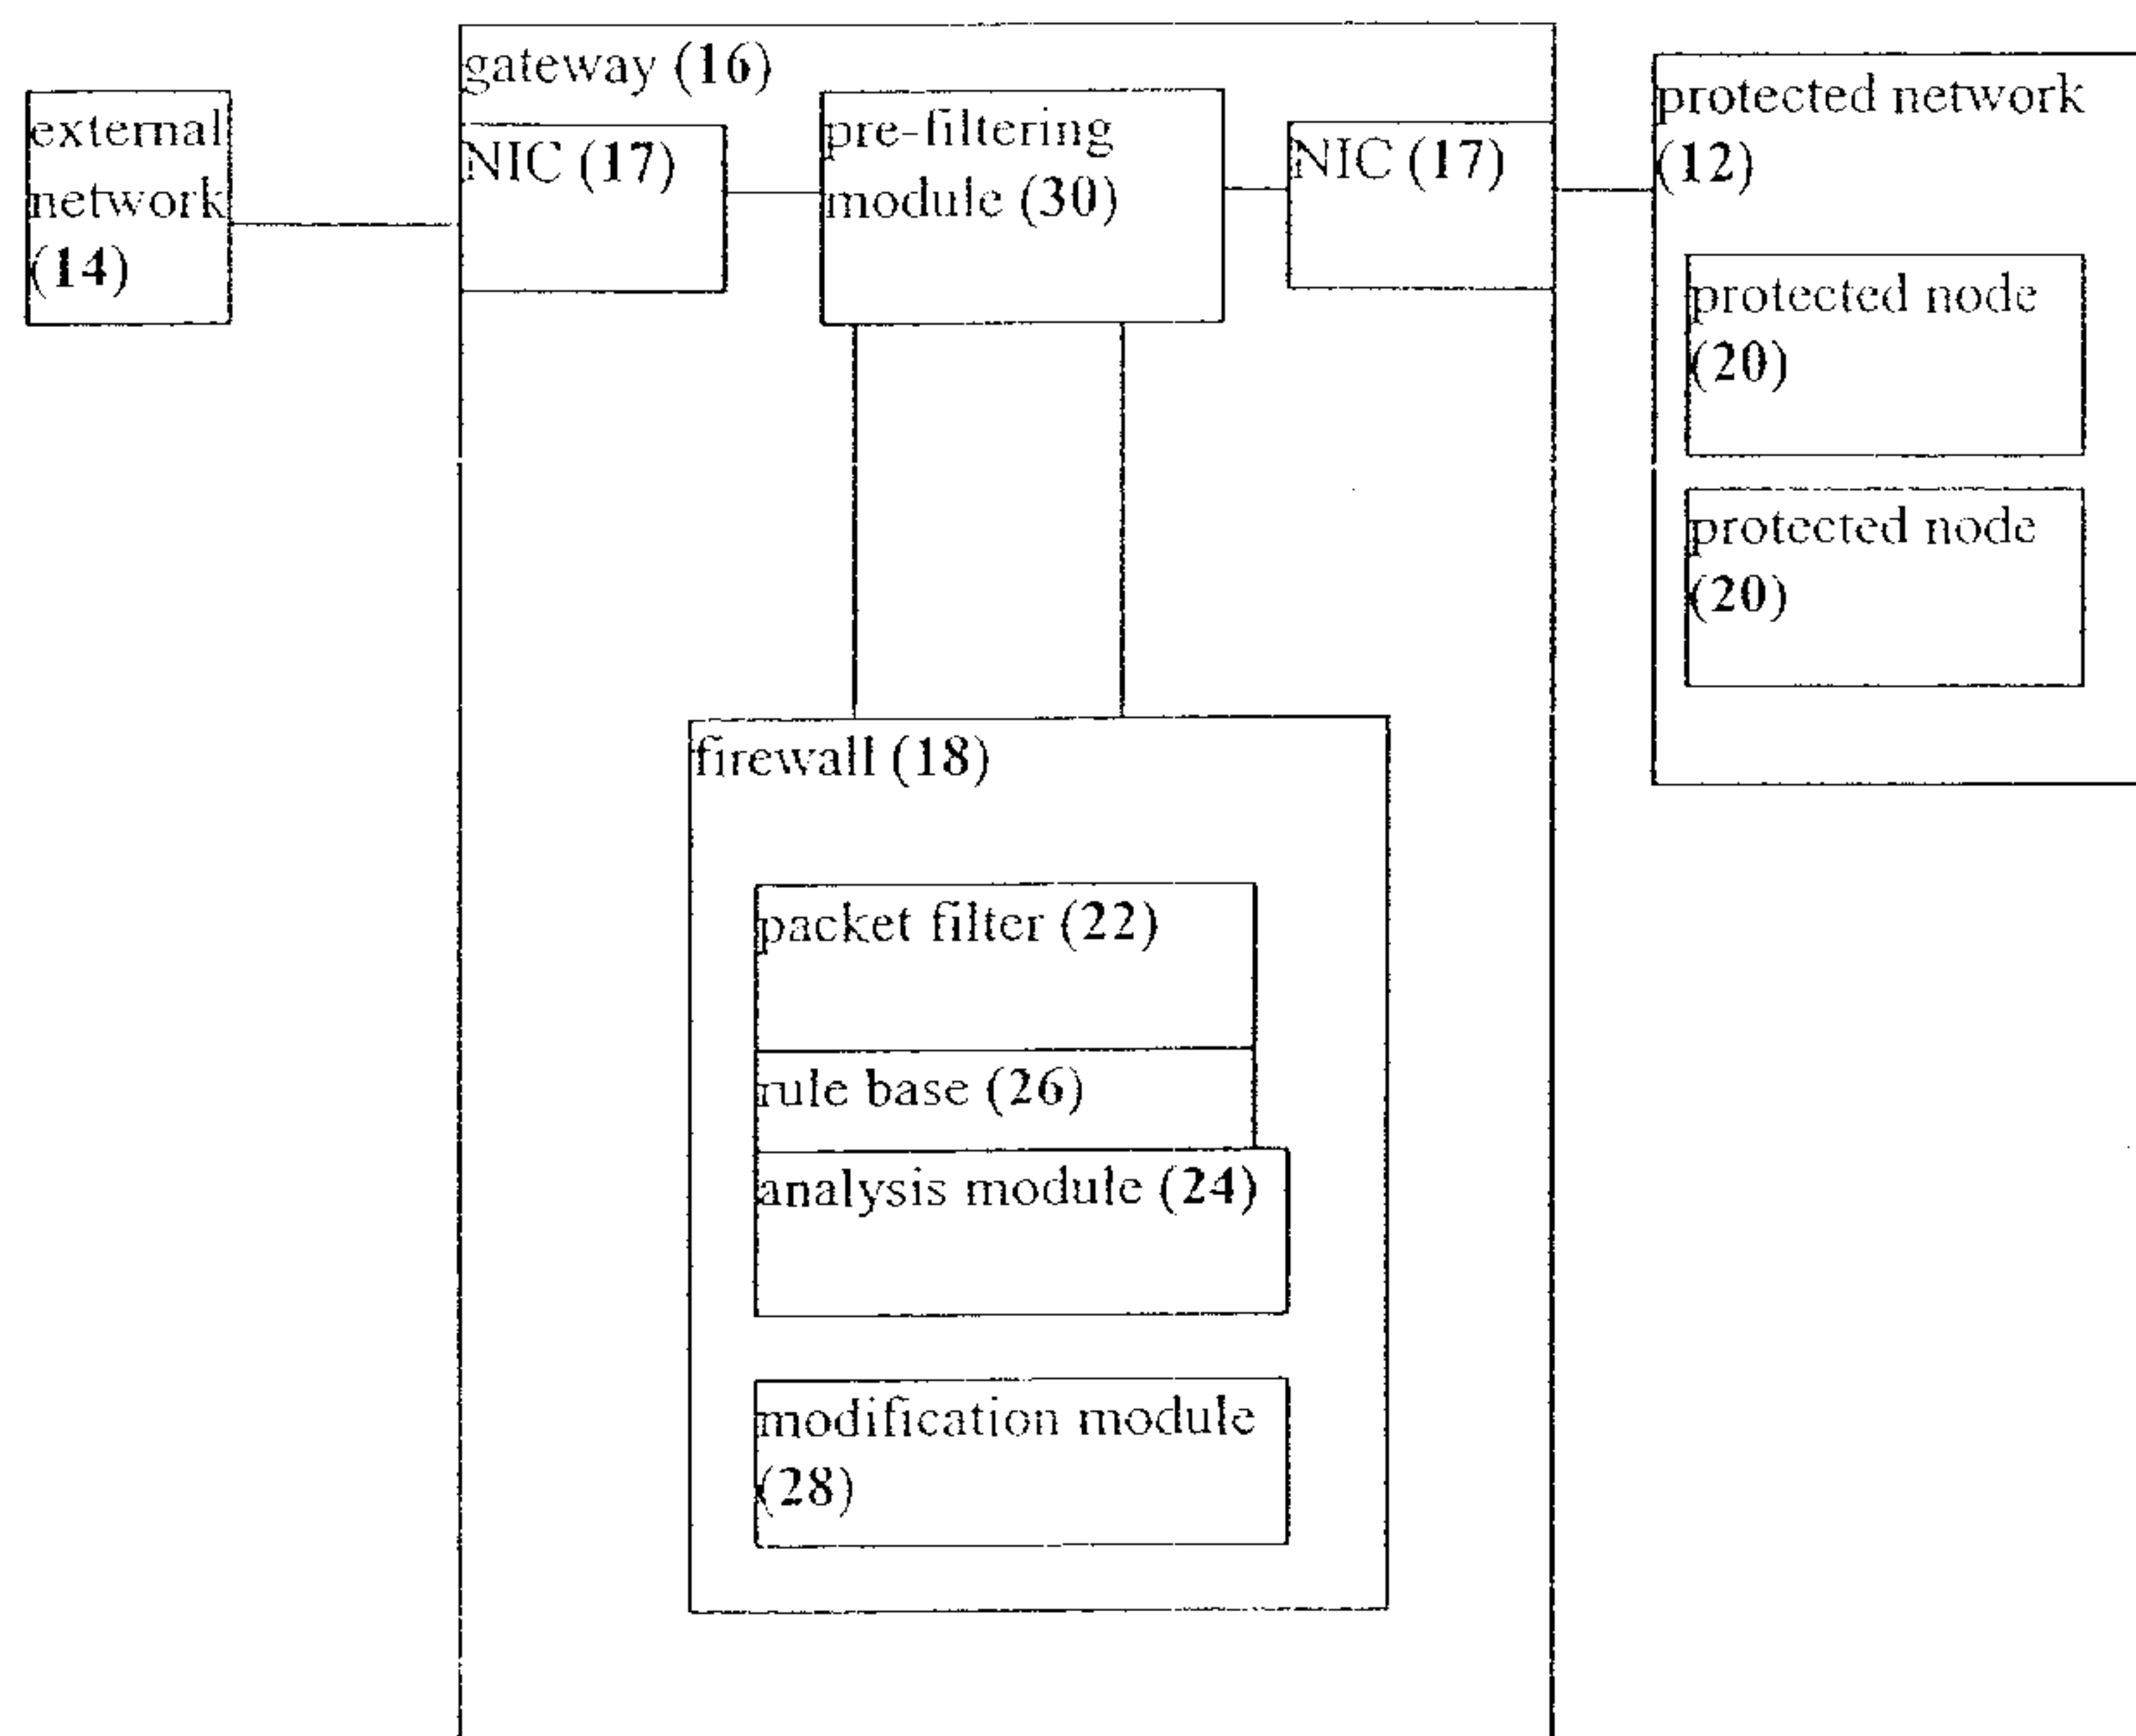 external
network
(14)
gateway (16)
NIC (17)
pre-filtering
module (30)
NIC (17)
protected network
(12)
protected node
(20)
protected node
(20)
firewall (18)
packet filter (22)
rule base (26)
analysis module (24)
modification module
(28)